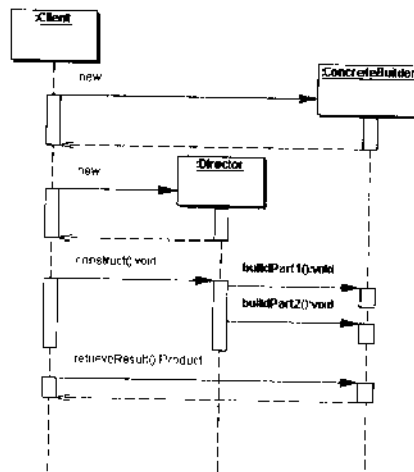 :Client
new
:ConcreteBuilder
:Director
new
construct():void
buildPart1():void
buildPart2():void
retrieveResult():Product